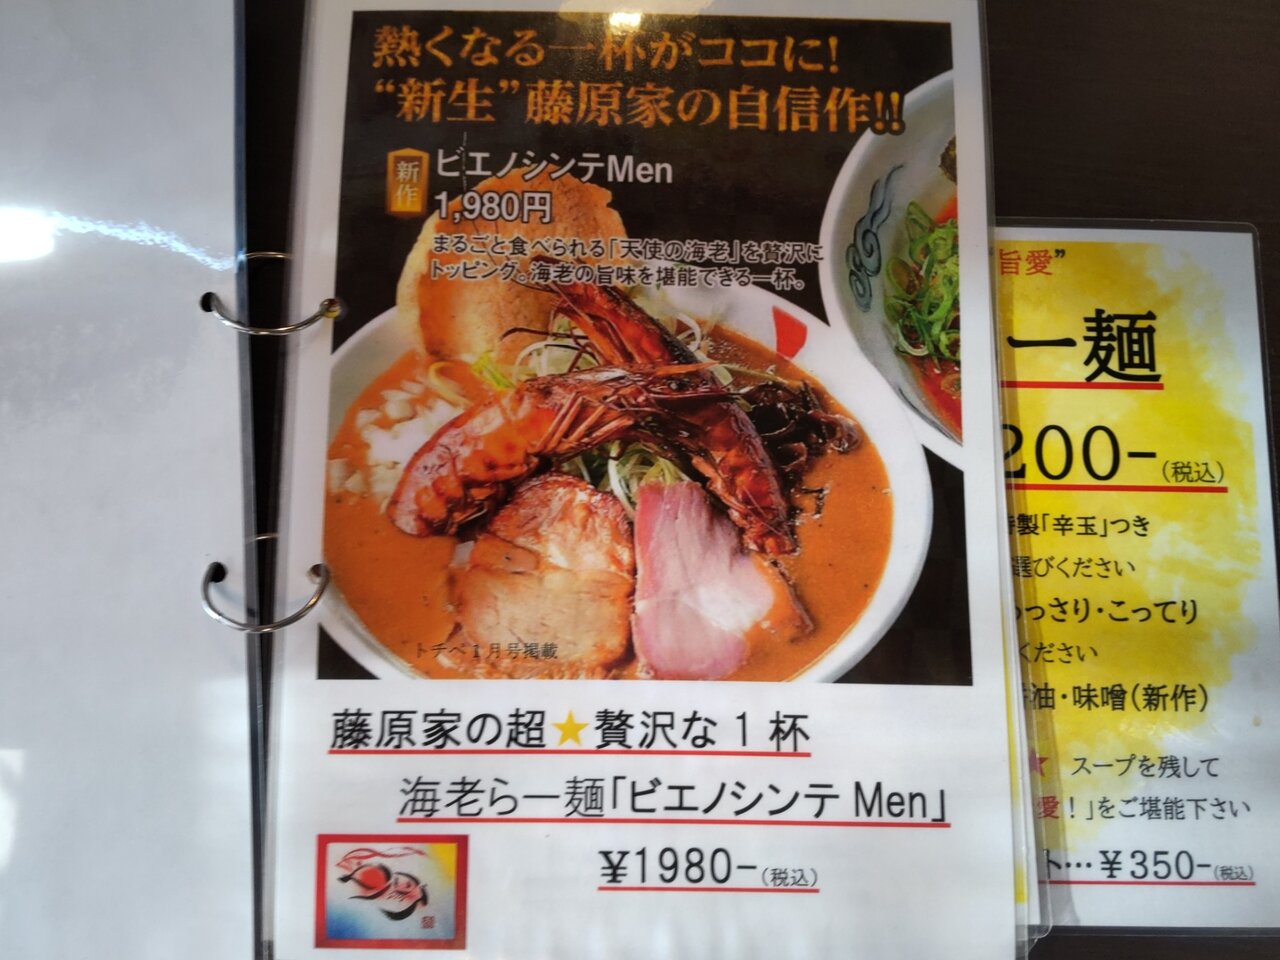 熱くなる一杯がココに!
“新生”藤原家の自信作!!
新作
ビエノシンテMen
1,980円
まるごと食べられる「天使の海老」を贅沢に
トッピング。海老の旨味を堪能できる一杯。
トチペ1月号掲載
藤原家の超★贅沢な1杯
海老らー麺「ビエノシンテMen」
¥1980-(税込)
旨愛”
ー麺
200-(税込)
製「辛玉」つき
選びください
っさり・こってり
ください
油・味噌(新作)
★ スープを残して
愛!」をご堪能下さい
ト…¥350-(税込)